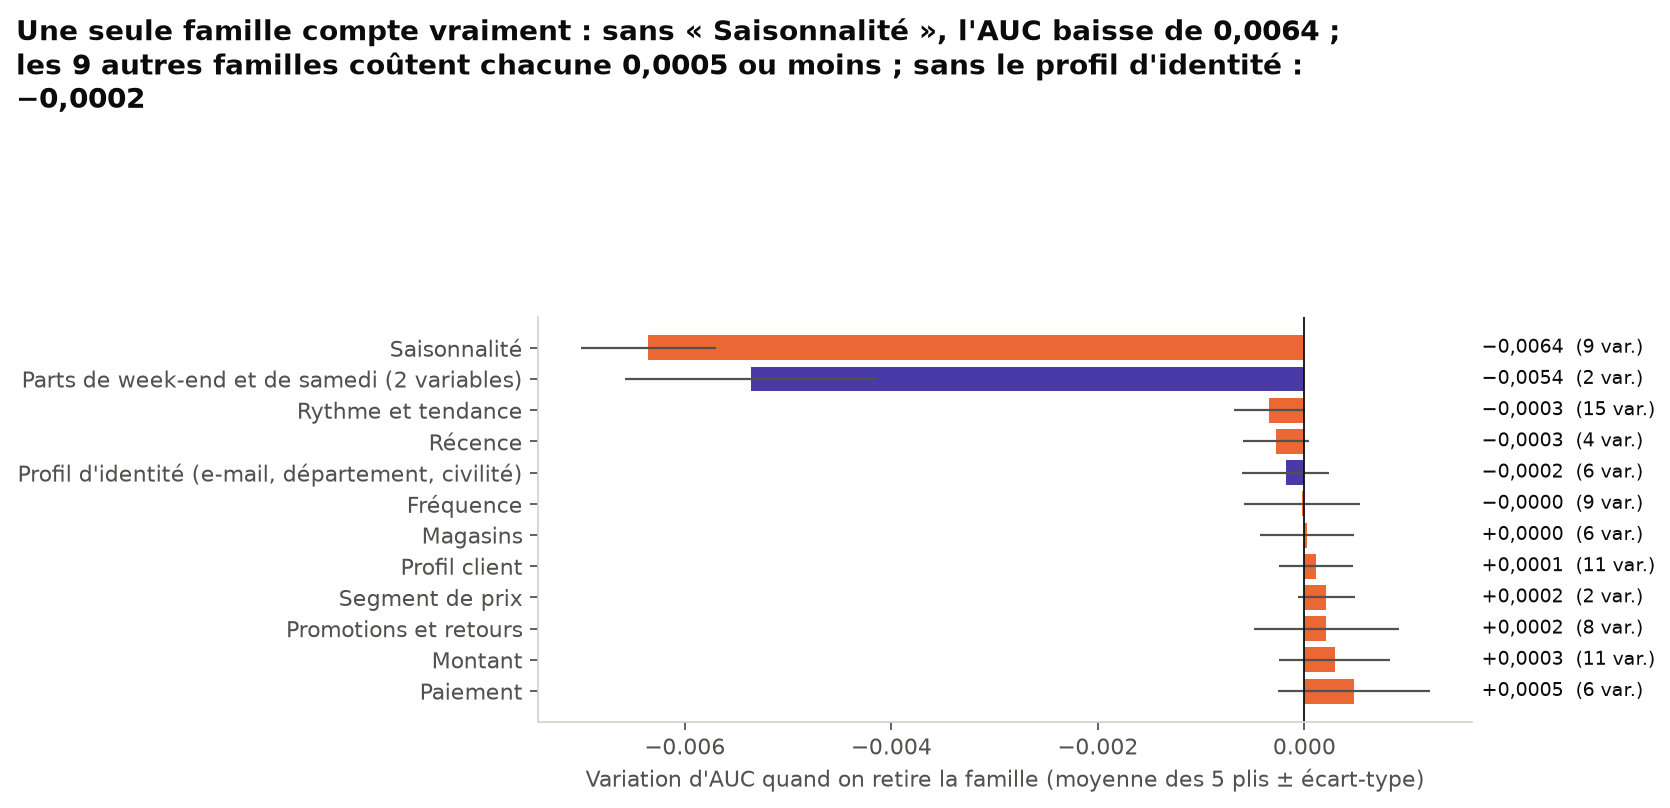 Une seule famille compte vraiment : sans « Saisonnalité », l'AUC baisse de 0,0064 ;
les 9 autres familles coûtent chacune 0,0005 ou moins ; sans le profil d'identité :
−0,0002
Saisonnalité −0,0064 (9 var.)
Parts de week-end et de samedi (2 variables) −0,0054 (2 var.)
Rythme et tendance −0,0003 (15 var.)
Récence −0,0003 (4 var.)
Profil d'identité (e-mail, département, civilité) −0,0002 (6 var.)
Fréquence −0,0000 (9 var.)
Magasins +0,0000 (6 var.)
Profil client +0,0001 (11 var.)
Segment de prix +0,0002 (2 var.)
Promotions et retours +0,0002 (8 var.)
Montant +0,0003 (11 var.)
Paiement +0,0005 (6 var.)
−0.006 −0.004 −0.002 0.000
Variation d'AUC quand on retire la famille (moyenne des 5 plis ± écart-type)